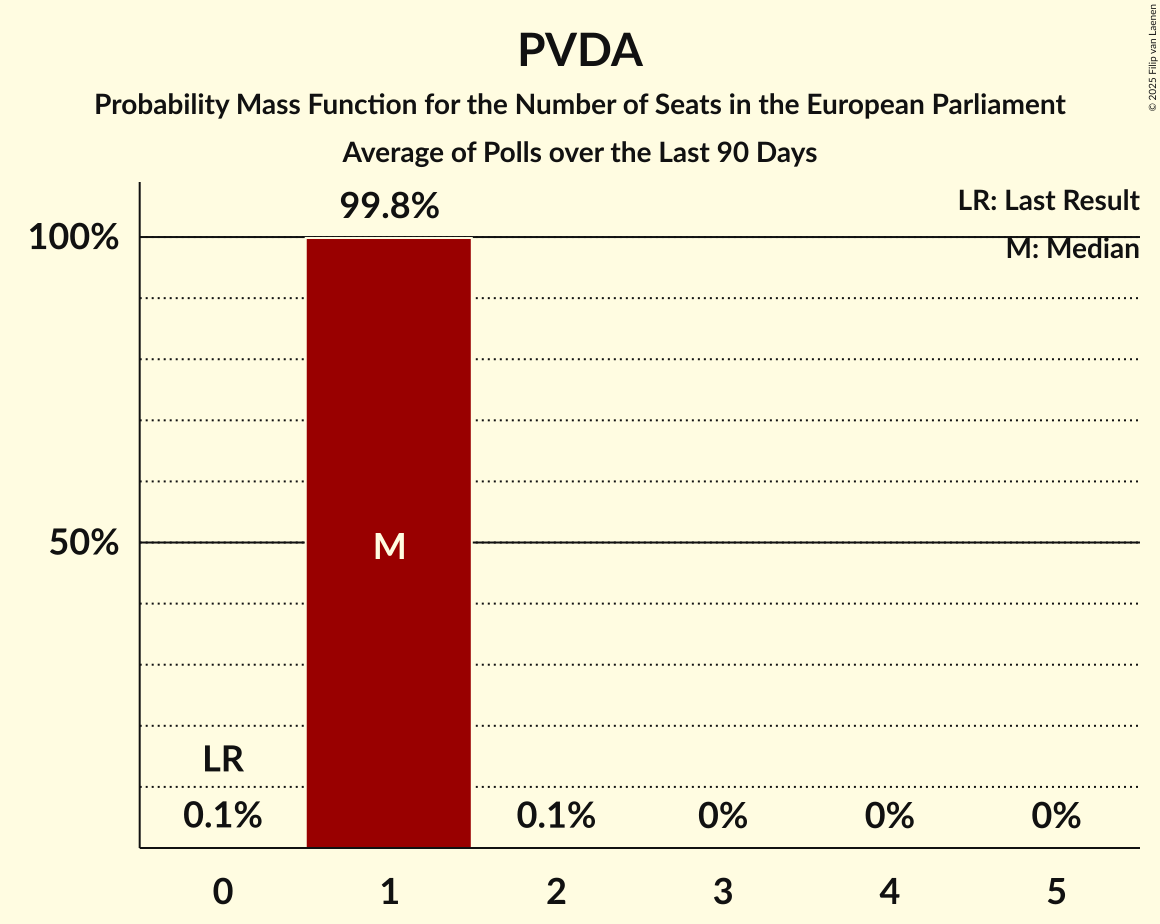 PVDA
Probability Mass Function for the Number of Seats in the European Parliament
Average of Polls over the Last 90 Days
© 2025 Filip van Laenen
LR: Last Result
M: Median
99.8%
100%
50%
M
LR
0.1%
0.1%
0%
0%
0%
0
1
2
3
4
5